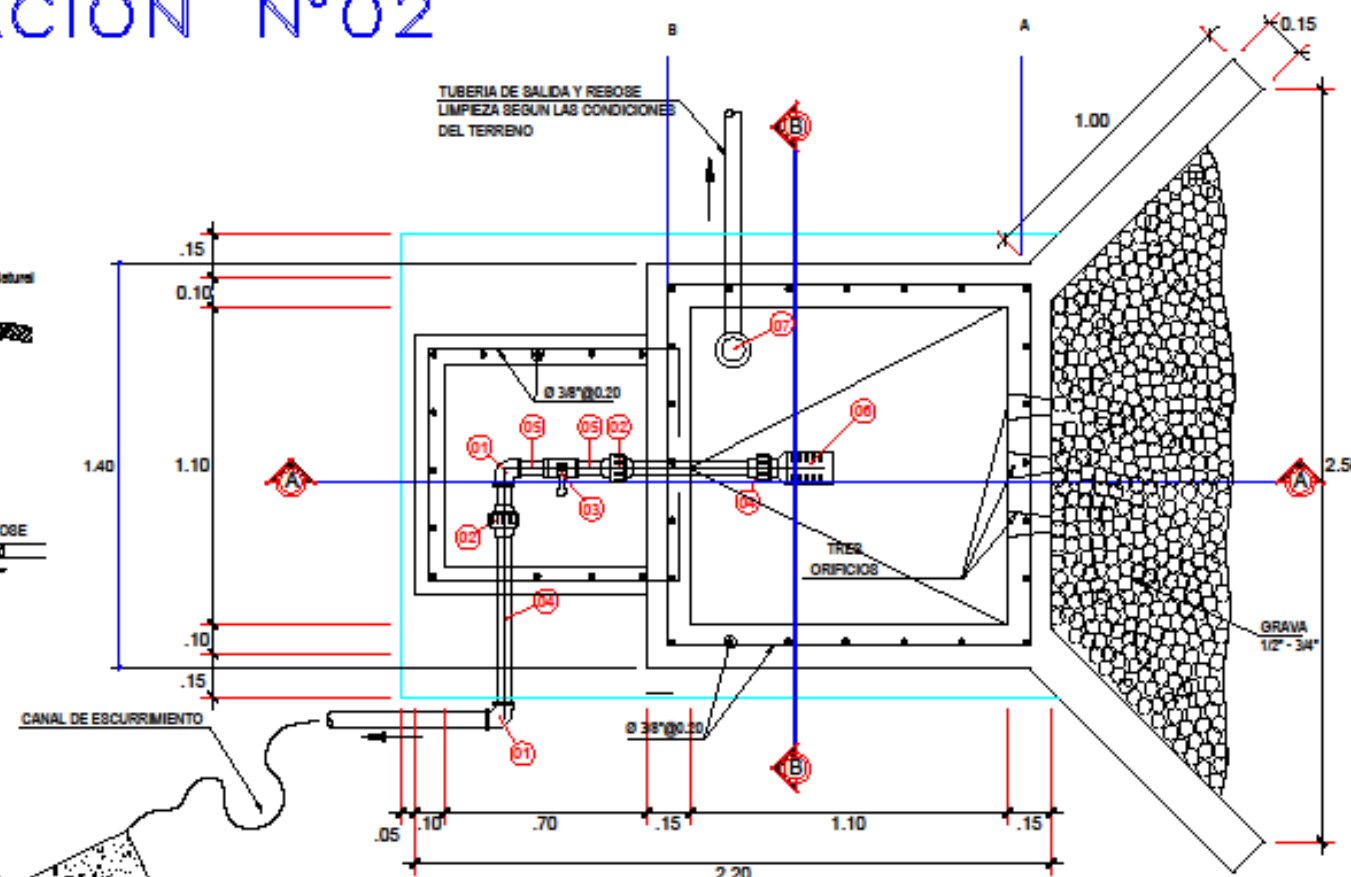 ACION N°02
TUBERIA DE SALIDA Y REBOSE
LIMPIEZA SEGUN LAS CONDICIONES
DEL TERRENO
B
A
0.15
B
1.00
.15
0.10
07
Ø 3/8"@0.20
06
01
05
05
02
1.40
1.10
A
03
04
A
2.5
OSE
02
TRES
ORIFICIOS
04
GRAVA
1/2" - 3/4"
.10
.15
CANAL DE ESCURRIMIENTO
Ø 3/8"@0.20
01
B
.05
.10
.70
.15
1.10
.15
2.20